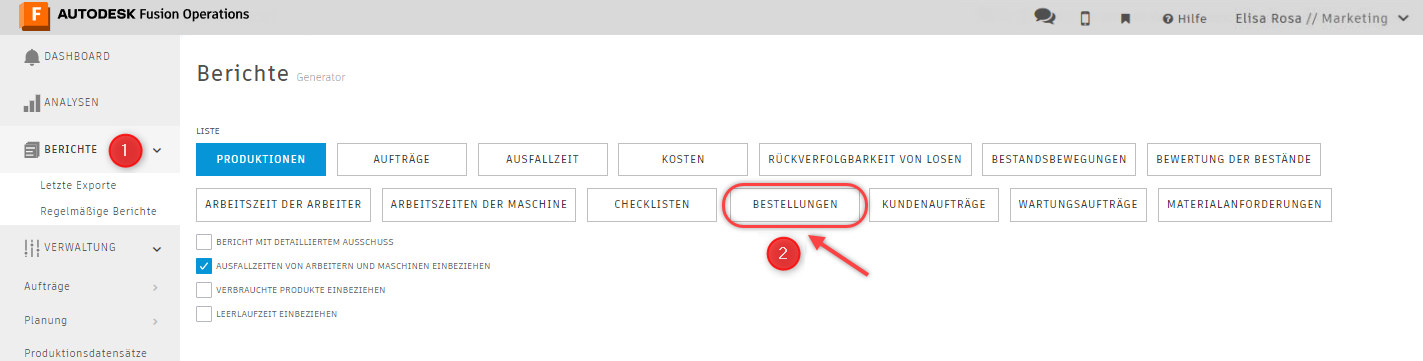 F AUTODESK Fusion Operations
Hilfe
Elisa Rosa // Marketing
DASHBOARD
ANALYSEN
BERICHTE 1
Letzte Exporte
Regelmäßige Berichte
VERWALTUNG
Aufträge
Planung
Produktionsdatensätze
Berichte Generator
LISTE
PRODUKTIONEN AUFTRÄGE AUSFALLZEIT KOSTEN RÜCKVERFOLGBARKEIT VON LOSEN BESTANDSBEWEGUNGEN BEWERTUNG DER BESTÄNDE
ARBEITSZEIT DER ARBEITER ARBEITSZEITEN DER MASCHINE CHECKLISTEN BESTELLUNGEN KUNDENAUFTRÄGE WARTUNGSAUFTRÄGE MATERIALANFORDERUNGEN
2
BERICHT MIT DETAILLIERTEM AUSSCHUSS
AUSFALLZEITEN VON ARBEITERN UND MASCHINEN EINBEZIEHEN
VERBRAUCHTE PRODUKTE EINBEZIEHEN
LEERLAUFZEIT EINBEZIEHEN